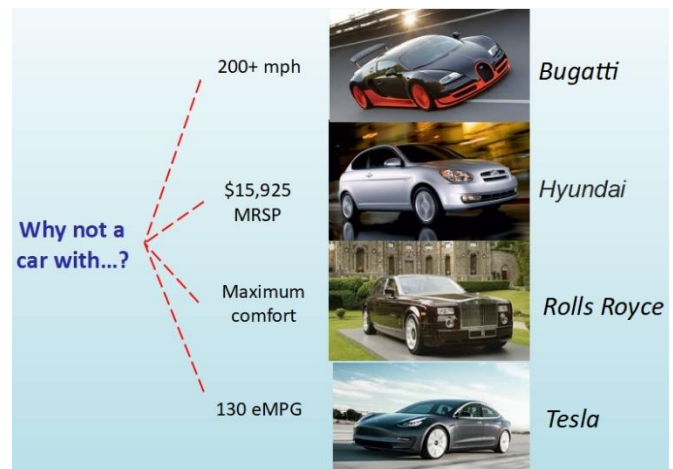 200+ mph
Bugatti
$15,925
MRSP
Hyundai
Why not a
car with...?
Maximum
comfort
Rolls Royce
130 eMPG
Tesla